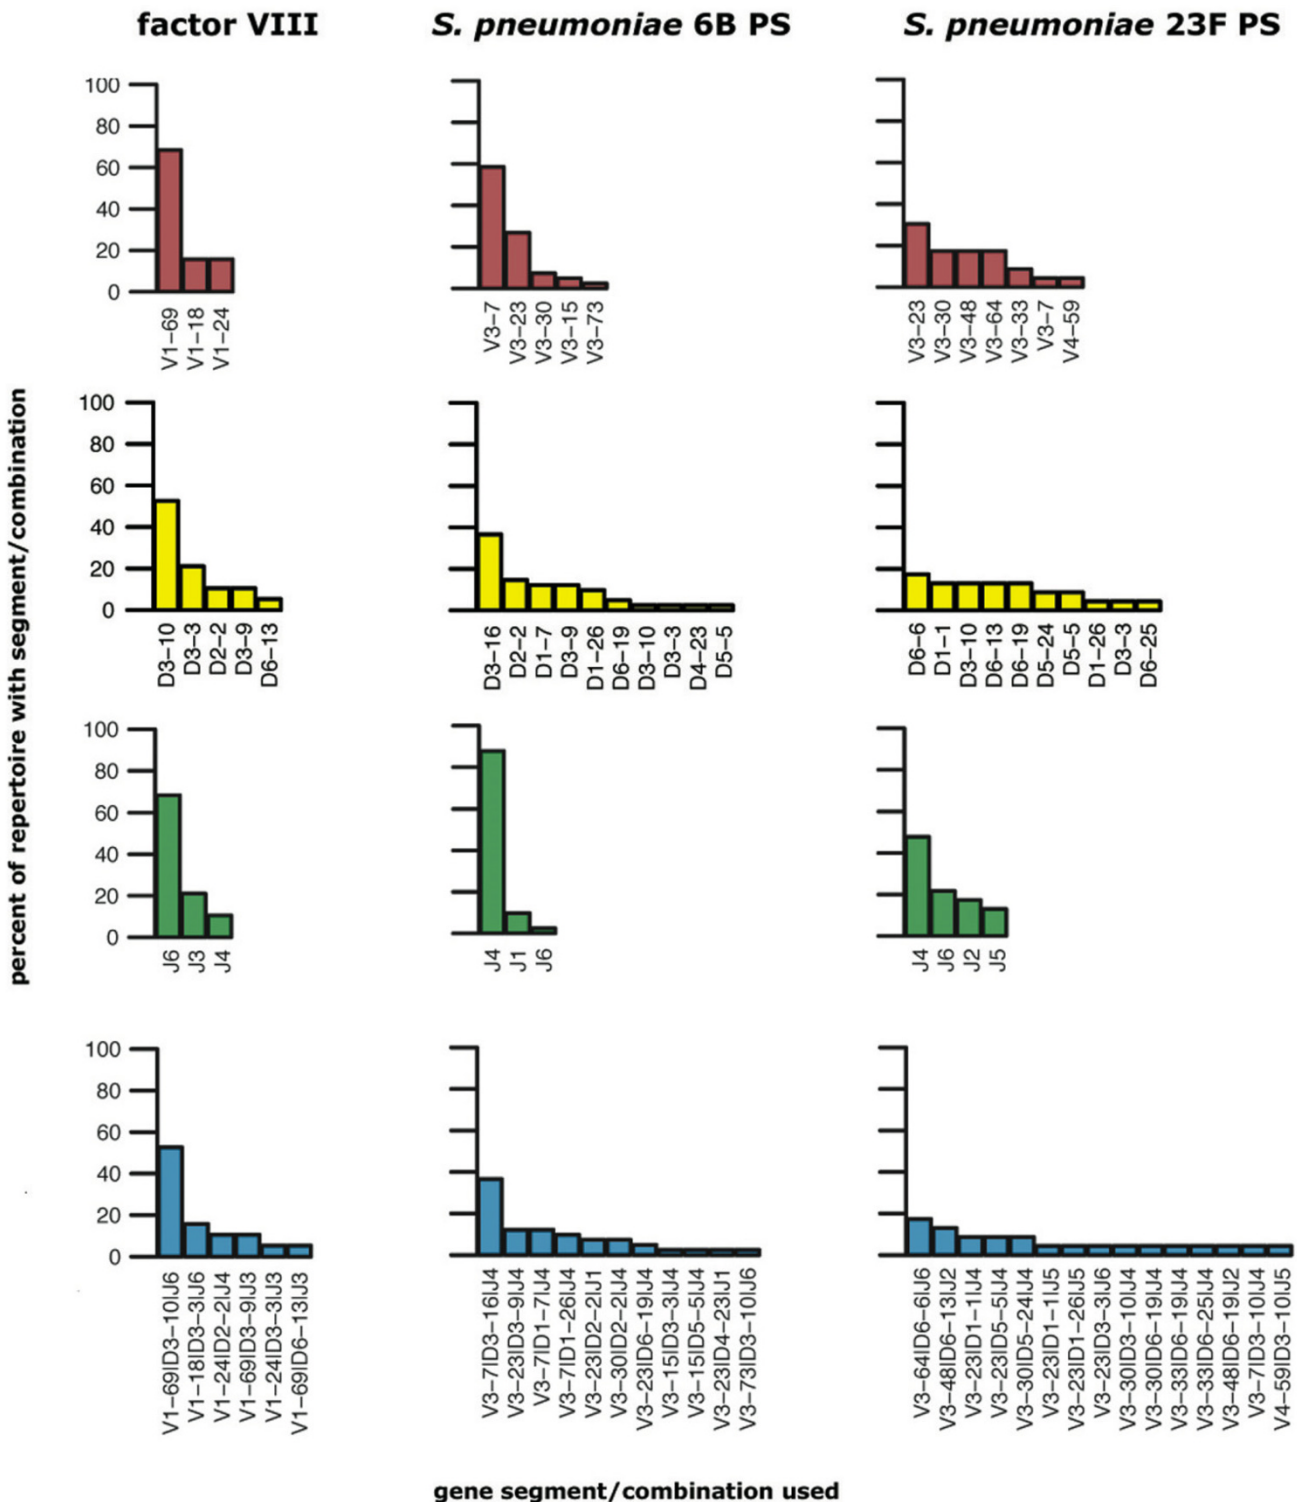 factor VIII S. pneumoniae 6B PS S. pneumoniae 23F PS
percent of repertoire with segment/combination
100
80
60
40
20
0
V1–69 V1–18 V1–24
V3–7 V3–23 V3–30 V3–15 V3–73
V3–23 V3–30 V3–48 V3–64 V3–33 V3–7 V4–59
100
80
60
40
20
0
D3–10 D3–3 D2–2 D3–9 D6–13
D3–16 D2–2 D1–7 D3–9 D1–26 D6–19 D3–10 D3–3 D4–23 D5–5
D6–6 D1–1 D3–10 D6–13 D6–19 D5–24 D5–5 D1–26 D3–3 D6–25
100
80
60
40
20
0
J6 J3 J4
J4 J1 J6
J4 J6 J2 J5
100
80
60
40
20
0
V1–69|D3–10|J6
V1–18|D3–3|J6
V1–24|D2–2|J4
V1–69|D3–9|J3
V1–24|D3–3|J3
V1–69|D6–13|J3
V3–7|D3–16|J4
V3–23|D3–9|J4
V3–7|D1–7|J4
V3–7|D1–26|J4
V3–23|D2–2|J1
V3–30|D2–2|J4
V3–23|D6–19|J4
V3–15|D3–3|J4
V3–15|D5–5|J4
V3–23|D4–23|J1
V3–73|D3–10|J6
V3–64|D6–6|J6
V3–48|D6–13|J2
V3–23|D1–1|J4
V3–23|D5–5|J4
V3–30|D5–24|J4
V3–23|D1–1|J5
V3–23|D1–26|J5
V3–23|D3–3|J6
V3–30|D3–10|J4
V3–30|D6–19|J4
V3–33|D6–19|J4
V3–33|D6–25|J4
V3–48|D6–19|J2
V3–7|D3–10|J4
V4–59|D3–10|J5
gene segment/combination used